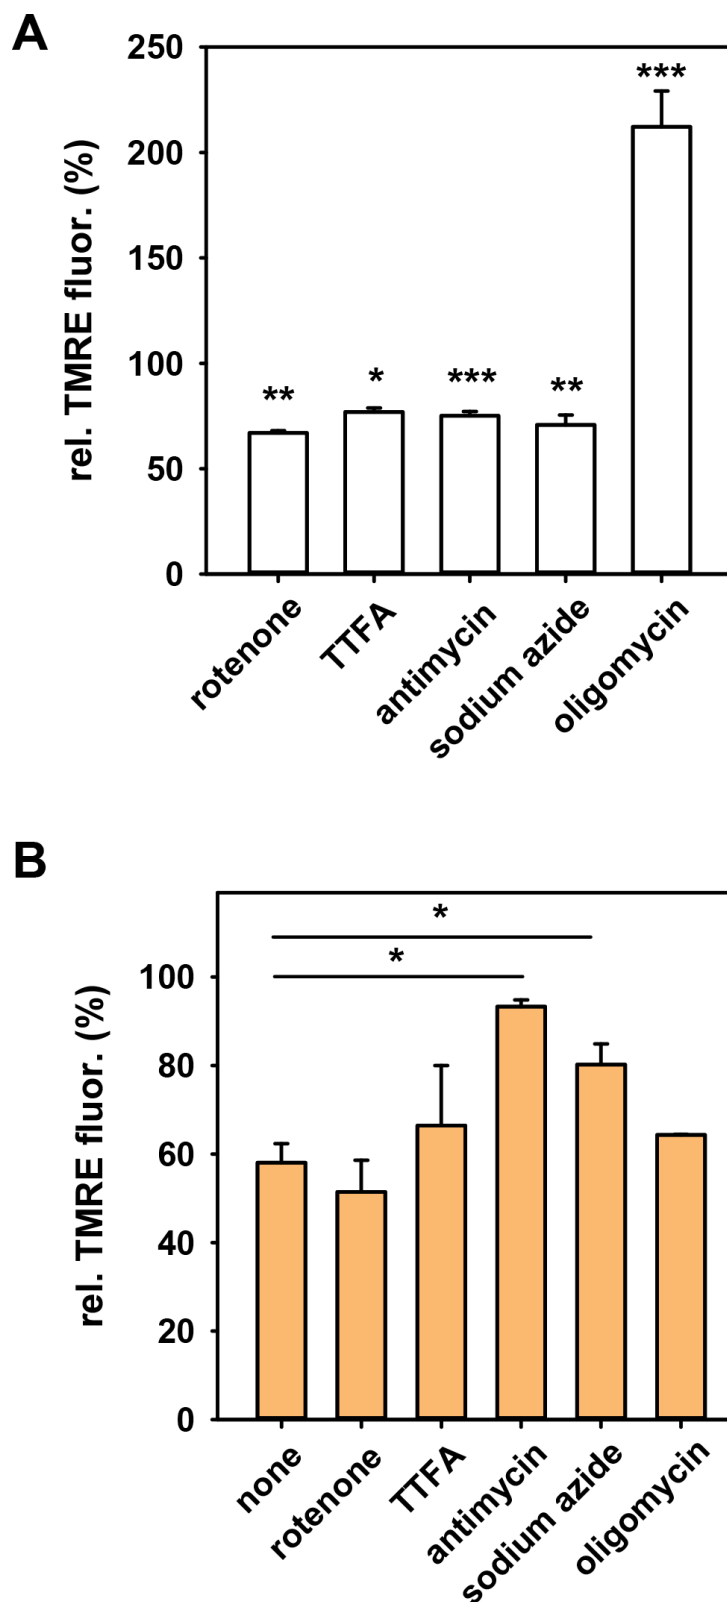 A
rel. TMRE fluor. (%)
250
200
150
100
50
0
**
*
***
**
***
rotenone
TTFA
antimycin
sodium azide
oligomycin
B
rel. TMRE fluor. (%)
100
80
60
40
20
0
*
*
none
rotenone
TTFA
antimycin
sodium azide
oligomycin